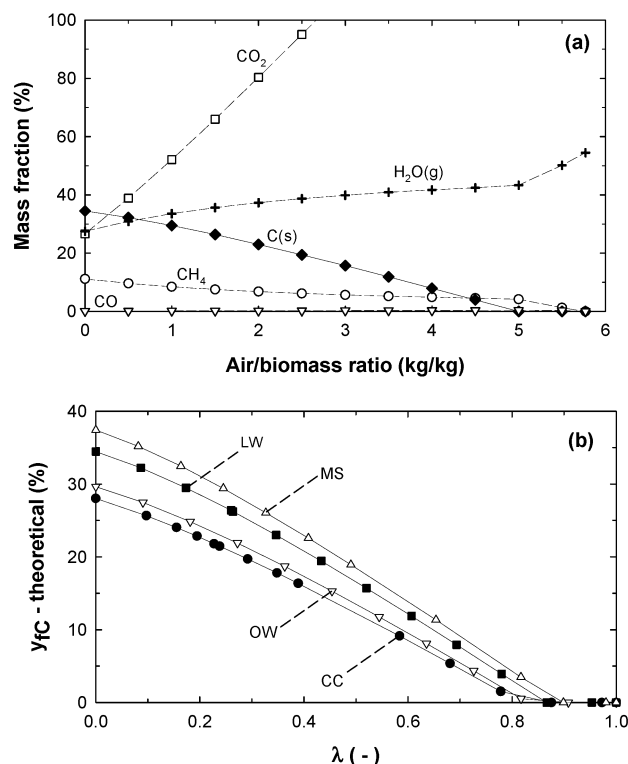 100
80
60
40
20
0
Mass fraction (%)
(a)
CO2
H2O(g)
C(s)
CH4
CO
0 1 2 3 4 5 6
Air/biomass ratio (kg/kg)
40
30
20
10
0
yfC - theoretical (%)
(b)
LW
MS
OW
CC
0.0 0.2 0.4 0.6 0.8 1.0
λ ( - )